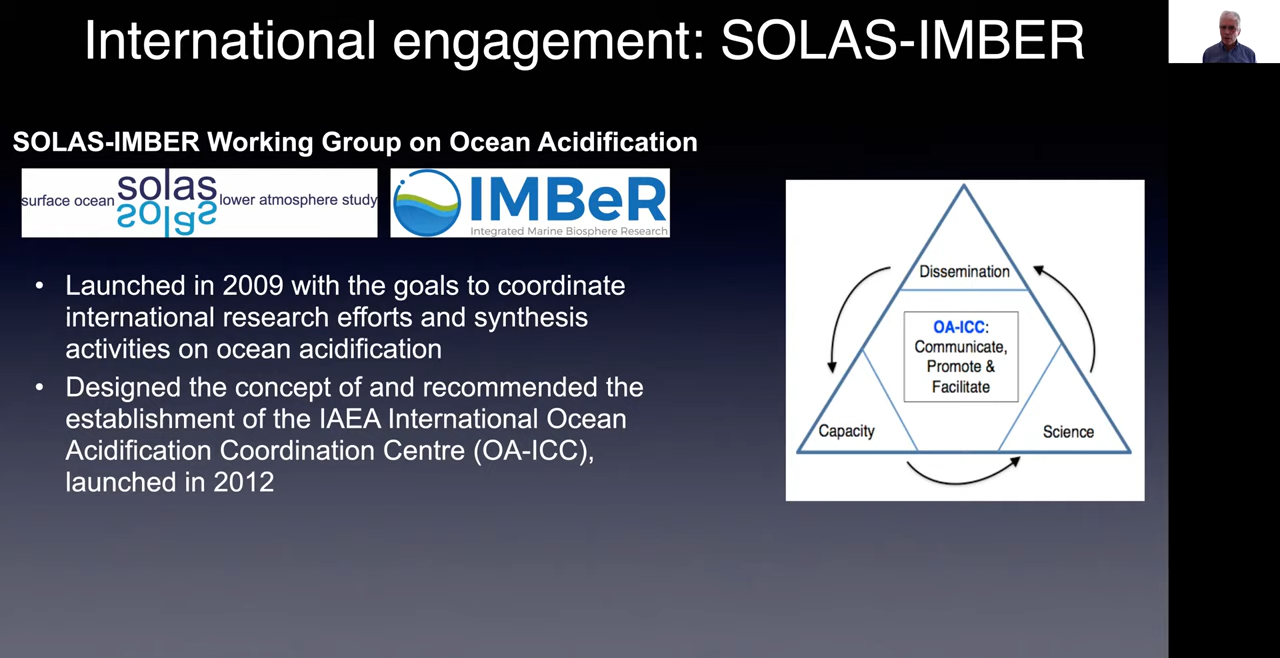 International engagement: SOLAS-IMBER
SOLAS-IMBER Working Group on Ocean Acidification
surface ocean solas lower atmosphere study
solas
IMBeR
Integrated Marine Biosphere Research
• Launched in 2009 with the goals to coordinate
international research efforts and synthesis
activities on ocean acidification
• Designed the concept of and recommended the
establishment of the IAEA International Ocean
Acidification Coordination Centre (OA-ICC),
launched in 2012
Dissemination
OA-ICC:
Communicate,
Promote &
Facilitate
Capacity
Science